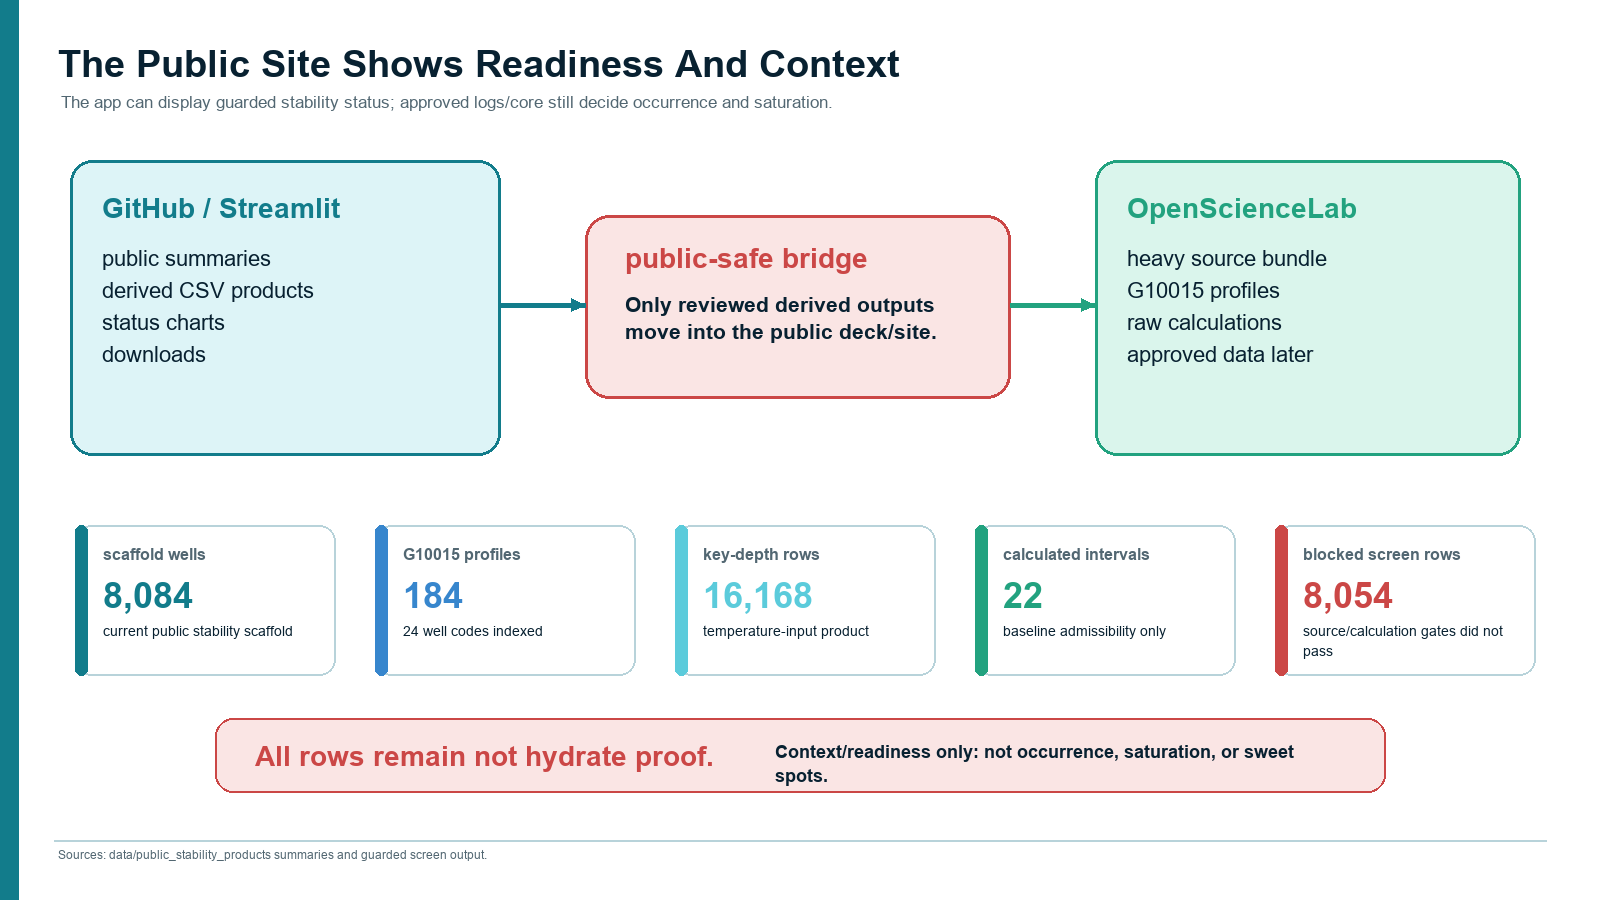 The Public Site Shows Readiness And Context
The app can display guarded stability status; approved logs/core still decide occurrence and saturation.
GitHub / Streamlit
public summaries
derived CSV products
status charts
downloads
public-safe bridge
Only reviewed derived outputs
move into the public deck/site.
OpenScienceLab
heavy source bundle
G10015 profiles
raw calculations
approved data later
scaffold wells
8,084
current public stability scaffold
G10015 profiles
184
24 well codes indexed
key-depth rows
16,168
temperature-input product
calculated intervals
22
baseline admissibility only
blocked screen rows
8,054
source/calculation gates did not
pass
All rows remain not hydrate proof.
Context/readiness only: not occurrence, saturation, or sweet
spots.
Sources: data/public_stability_products summaries and guarded screen output.